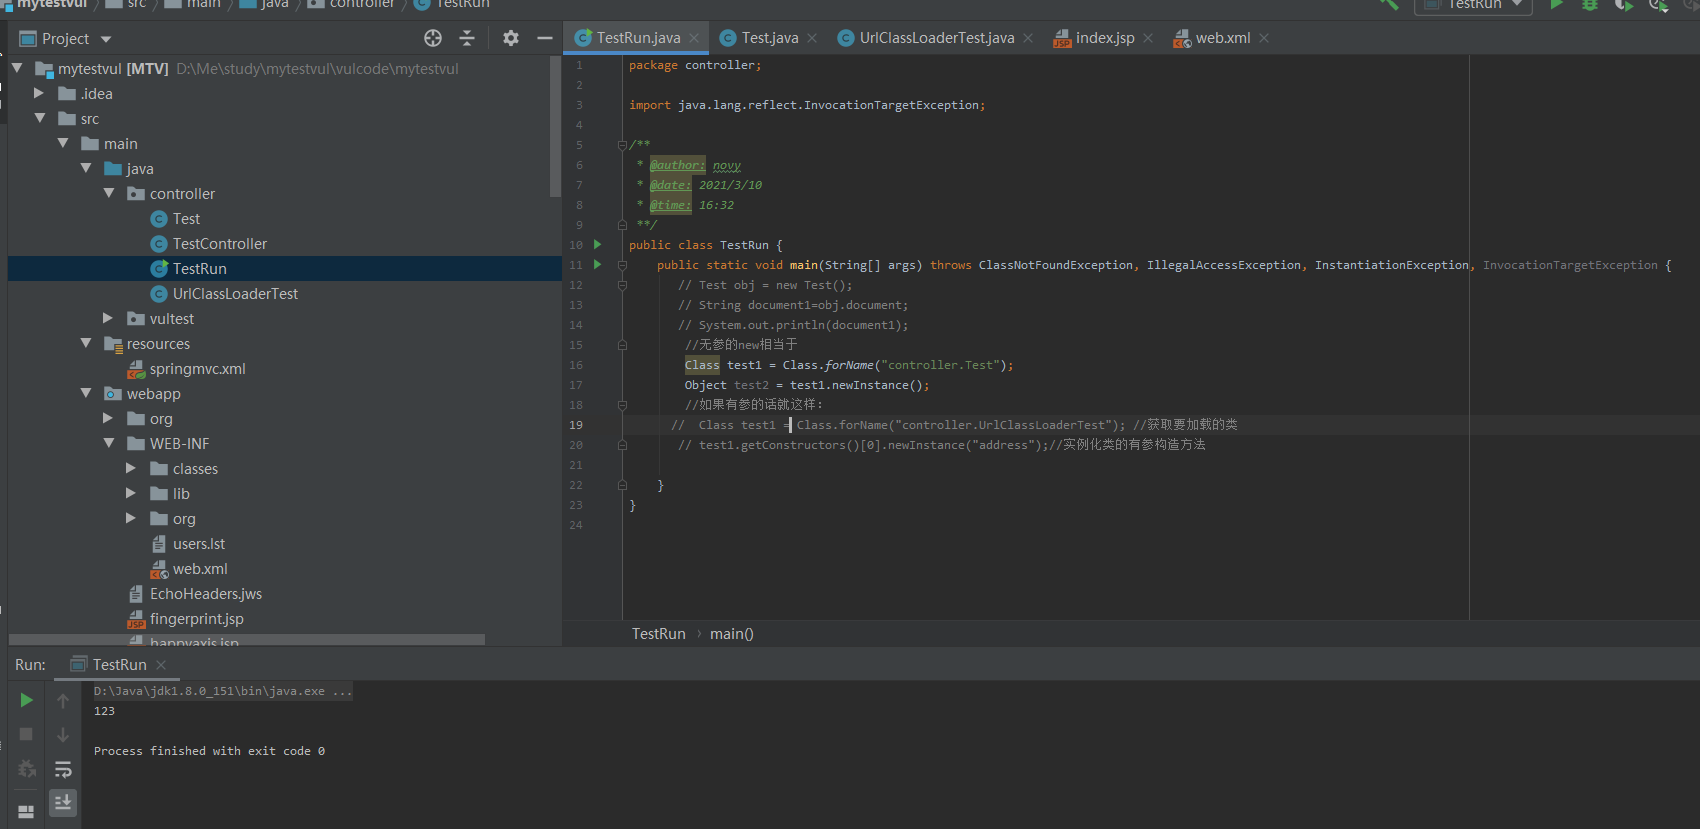 mytestvul src main java controller TestRun
TestRun
Project
TestRun.java Test.java UrlClassLoaderTest.java index.jsp web.xml
mytestvul [MTV] D:\Me\study\mytestvul\vulcode\mytestvul
.idea
src
main
java
controller
Test
TestController
TestRun
UrlClassLoaderTest
vultest
resources
springmvc.xml
webapp
org
WEB-INF
classes
lib
org
users.lst
web.xml
EchoHeaders.jws
fingerprint.jsp
happyaxis.jsp
1 package controller;
2
3 import java.lang.reflect.InvocationTargetException;
4
5 /**
6 * @author: novy
7 * @date: 2021/3/10
8 * @time: 16:32
9 **/
10 public class TestRun {
11 public static void main(String[] args) throws ClassNotFoundException, IllegalAccessException, InstantiationException, InvocationTargetException {
12 // Test obj = new Test();
13 // String document1=obj.document;
14 // System.out.println(document1);
15 //无参的new相当于
16 Class test1 = Class.forName("controller.Test");
17 Object test2 = test1.newInstance();
18 //如果有参的话就这样:
19 // Class test1 = Class.forName("controller.UrlClassLoaderTest"); //获取要加载的类
20 // test1.getConstructors()[0].newInstance("address");//实例化类的有参构造方法
21
22 }
23 }
24
TestRun main()
Run: TestRun
D:\Java\jdk1.8.0_151\bin\java.exe ...
123
Process finished with exit code 0